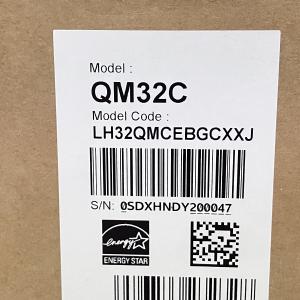 Model :
QM32C
Model Code :
LH32QMCEBGCXXJ
S/N: 0SDXHNDY200047
energy
ENERGY STAR